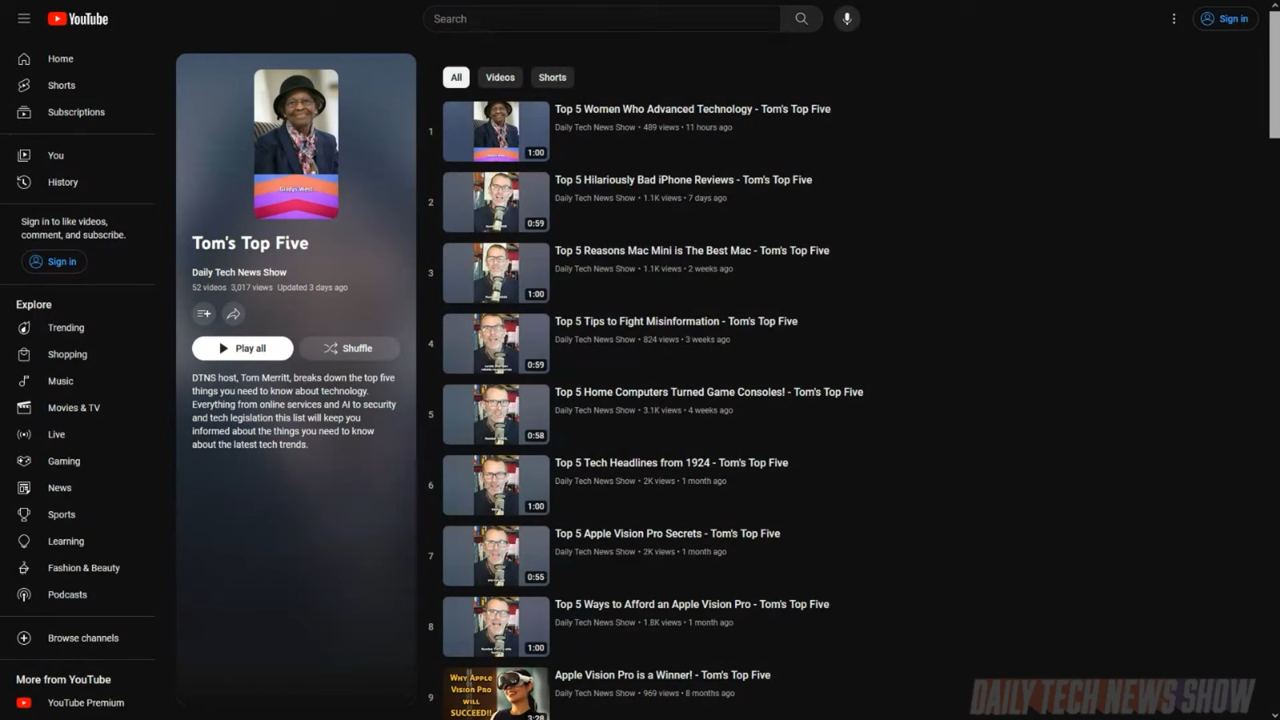 YouTube
Search
Sign in
Home
Shorts
Subscriptions
You
History
Sign in to like videos,
comment, and subscribe.
Sign in
Explore
Trending
Shopping
Music
Movies & TV
Live
Gaming
News
Sports
Learning
Fashion & Beauty
Podcasts
Browse channels
More from YouTube
YouTube Premium
Gladys West
Tom's Top Five
Daily Tech News Show
52 videos 3,017 views Updated 3 days ago
Play all
Shuffle
DTNS host, Tom Merritt, breaks down the top five
things you need to know about technology.
Everything from online services and AI to security
and tech legislation this list will keep you
informed about the things you need to know
about the latest tech trends.
All
Videos
Shorts
1
1:00
Top 5 Women Who Advanced Technology - Tom's Top Five
Daily Tech News Show • 489 views • 11 hours ago
2
0:59
Top 5 Hilariously Bad iPhone Reviews - Tom's Top Five
Daily Tech News Show • 1.1K views • 7 days ago
3
1:00
Top 5 Reasons Mac Mini is The Best Mac - Tom's Top Five
Daily Tech News Show • 1.1K views • 2 weeks ago
4
0:59
Top 5 Tips to Fight Misinformation - Tom's Top Five
Daily Tech News Show • 824 views • 3 weeks ago
5
0:58
Top 5 Home Computers Turned Game Consoles! - Tom's Top Five
Daily Tech News Show • 3.1K views • 4 weeks ago
6
1:00
Top 5 Tech Headlines from 1924 - Tom's Top Five
Daily Tech News Show • 2K views • 1 month ago
7
0:55
Top 5 Apple Vision Pro Secrets - Tom's Top Five
Daily Tech News Show • 2K views • 1 month ago
8
1:00
Top 5 Ways to Afford an Apple Vision Pro - Tom's Top Five
Daily Tech News Show • 1.8K views • 1 month ago
9
WHY APPLE
VISION PRO
WILL
SUCCEED!!
3:28
Apple Vision Pro is a Winner! - Tom's Top Five
Daily Tech News Show • 969 views • 8 months ago
DAILY TECH NEWS SHOW